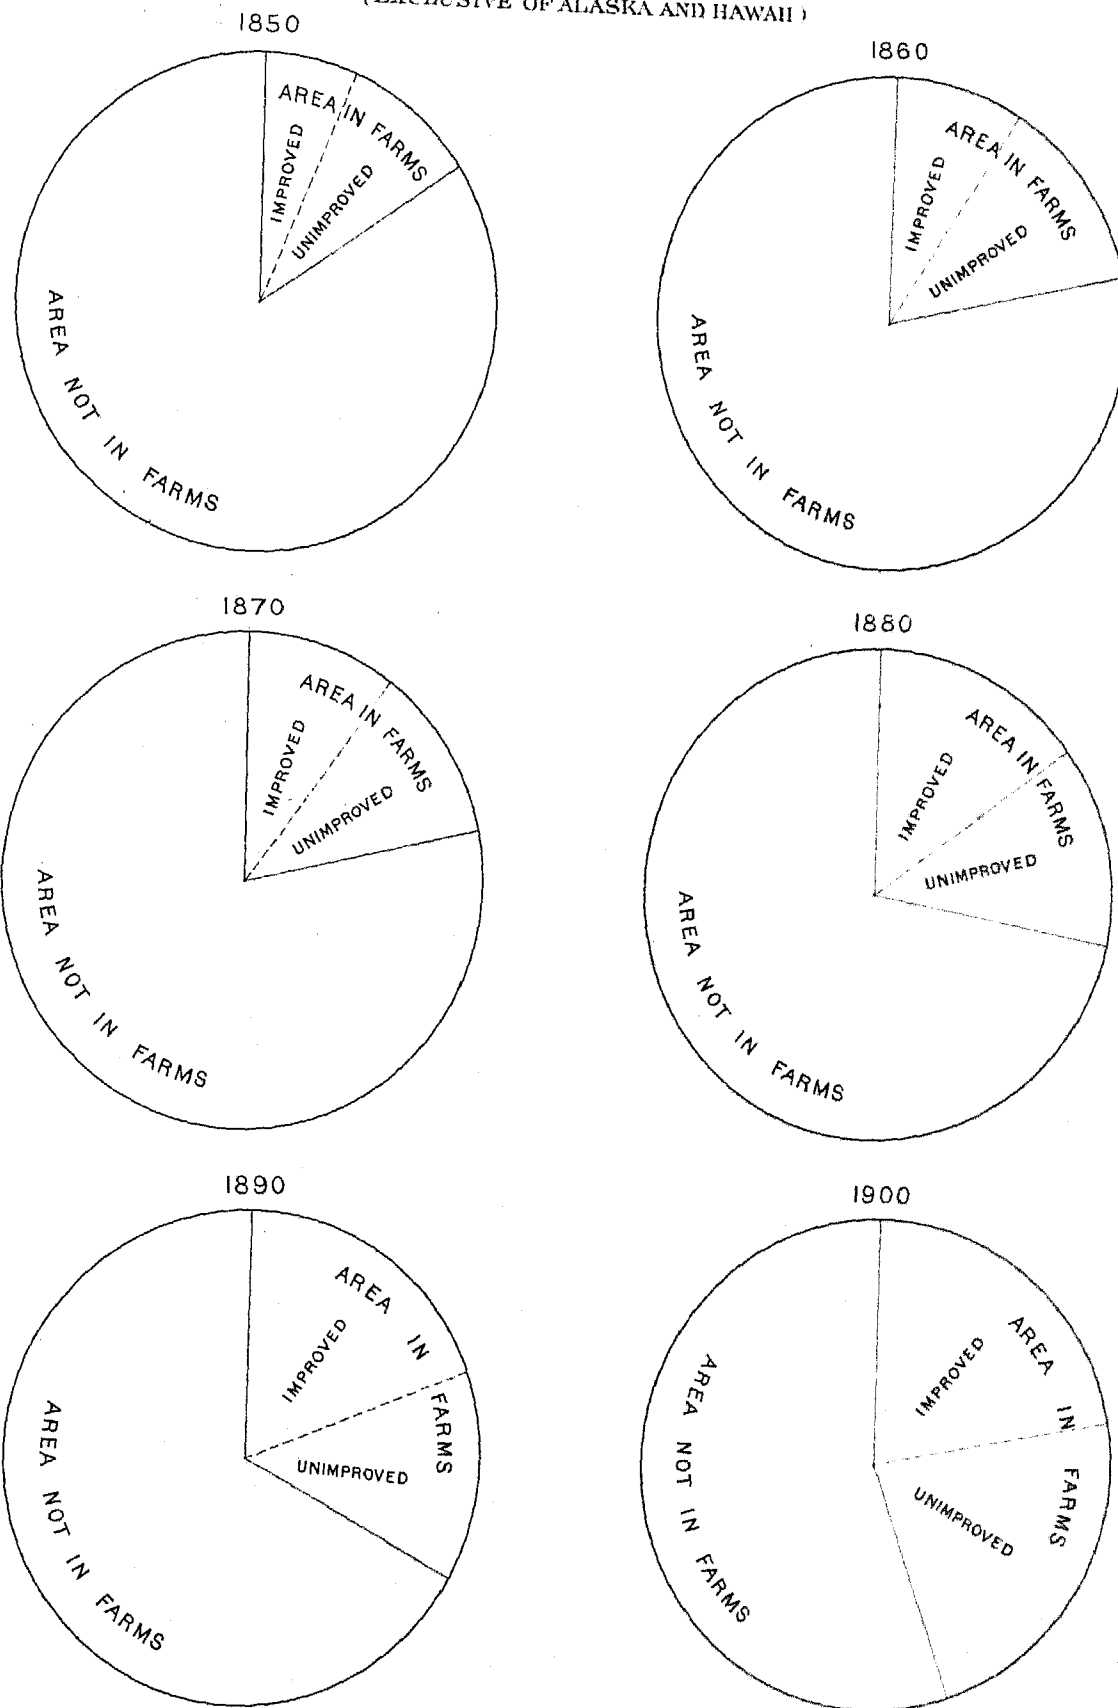 (EXCLUSIVE OF ALASKA AND HAWAII)
1850
AREA IN FARMS
IMPROVED
UNIMPROVED
AREA NOT IN FARMS
1860
AREA IN FARMS
IMPROVED
UNIMPROVED
AREA NOT IN FARMS
1870
AREA IN FARMS
IMPROVED
UNIMPROVED
AREA NOT IN FARMS
1880
AREA IN FARMS
IMPROVED
UNIMPROVED
AREA NOT IN FARMS
1890
AREA IN FARMS
IMPROVED
UNIMPROVED
AREA NOT IN FARMS
1900
AREA IN FARMS
IMPROVED
UNIMPROVED
AREA NOT IN FARMS